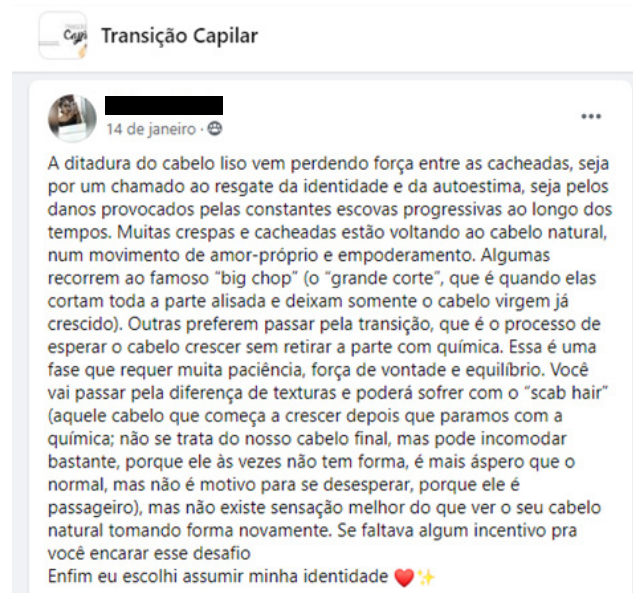 Transição Capilar
14 de janeiro ·
A ditadura do cabelo liso vem perdendo força entre as cacheadas, seja
por um chamado ao resgate da identidade e da autoestima, seja pelos
danos provocados pelas constantes escovas progressivas ao longo dos
tempos. Muitas crespas e cacheadas estão voltando ao cabelo natural,
num movimento de amor-próprio e empoderamento. Algumas
recorrem ao famoso “big chop” (o “grande corte”, que é quando elas
cortam toda a parte alisada e deixam somente o cabelo virgem já
crescido). Outras preferem passar pela transição, que é o processo de
esperar o cabelo crescer sem retirar a parte com química. Essa é uma
fase que requer muita paciência, força de vontade e equilíbrio. Você
vai passar pela diferença de texturas e poderá sofrer com o “scab hair”
(aquele cabelo que começa a crescer depois que paramos com a
química; não se trata do nosso cabelo final, mas pode incomodar
bastante, porque ele às vezes não tem forma, é mais áspero que o
normal, mas não é motivo para se desesperar, porque ele é
passageiro), mas não existe sensação melhor do que ver o seu cabelo
natural tomando forma novamente. Se faltava algum incentivo pra
você encarar esse desafio
Enfim eu escolhi assumir minha identidade ❤️✨